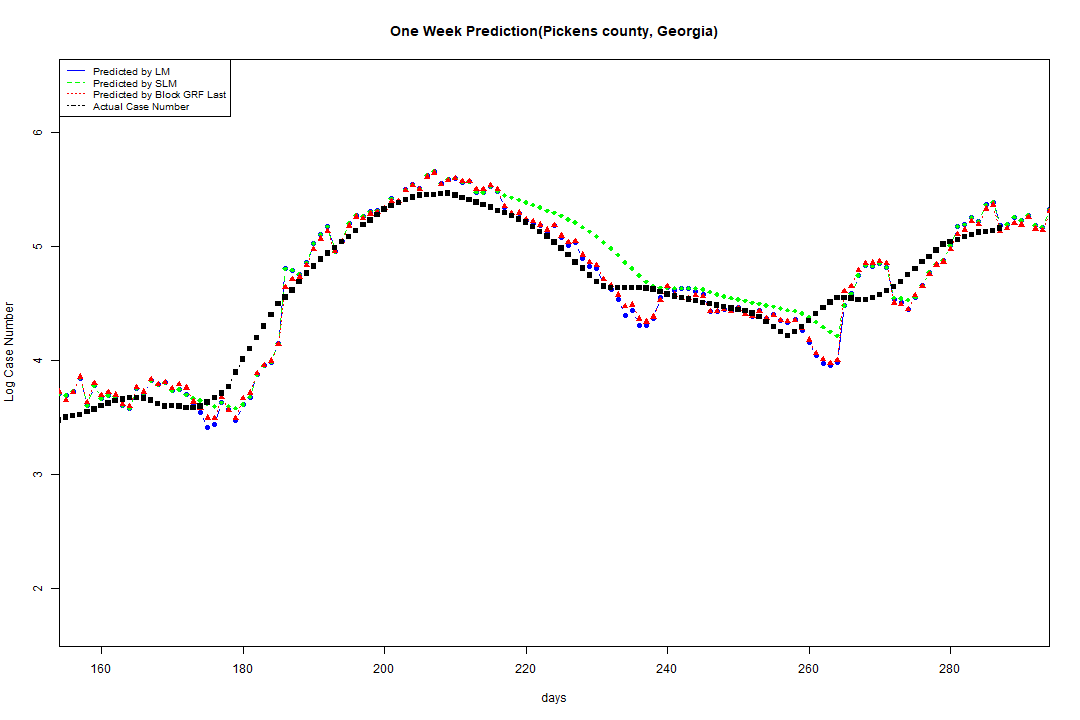 One Week Prediction(Pickens county, Georgia)
Predicted by LM
Predicted by SLM
Predicted by Block GRF Last
Actual Case Number
6
5
4
3
2
Log Case Number
160 180 200 220 240 260 280
days